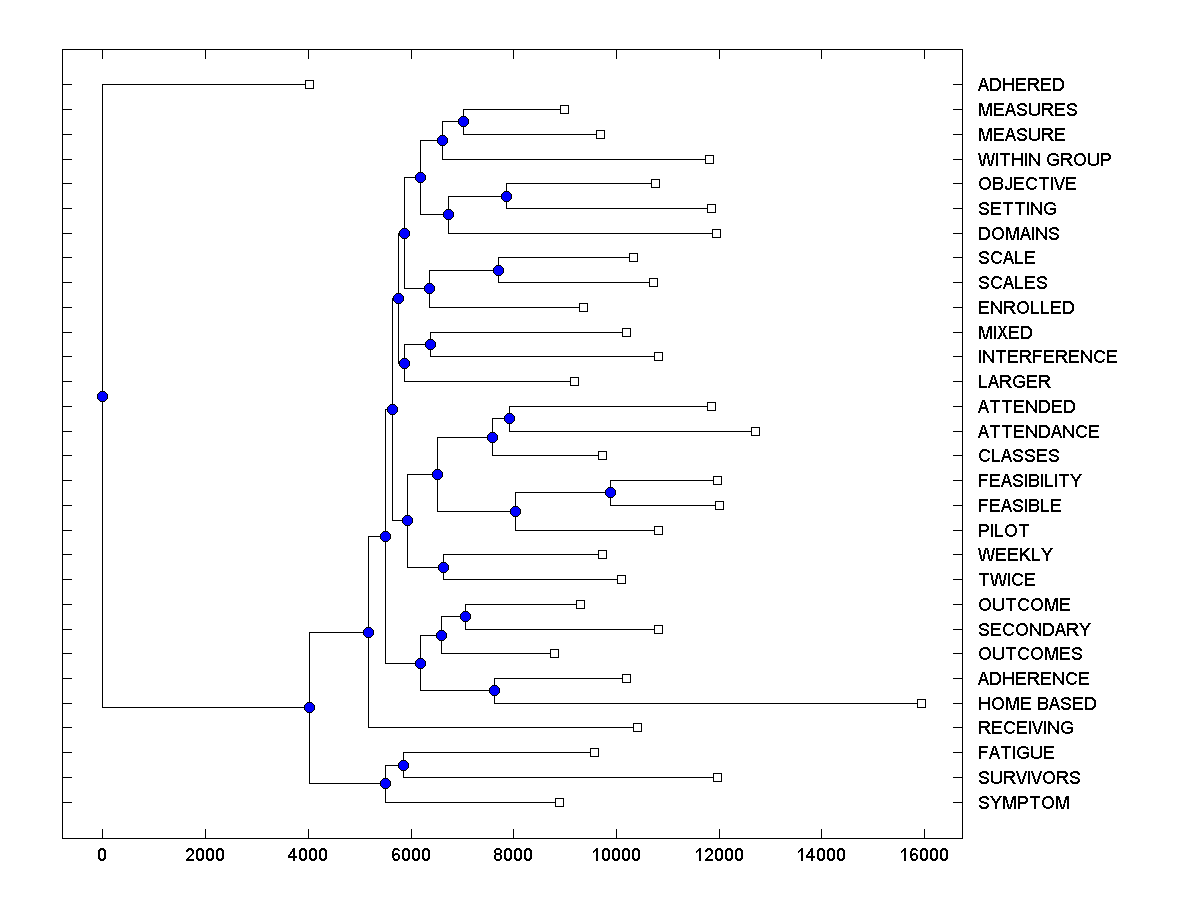 ADHERED
MEASURES
MEASURE
WITHIN GROUP
OBJECTIVE
SETTING
DOMAINS
SCALE
SCALES
ENROLLED
MIXED
INTERFERENCE
LARGER
ATTENDED
ATTENDANCE
CLASSES
FEASIBILITY
FEASIBLE
PILOT
WEEKLY
TWICE
OUTCOME
SECONDARY
OUTCOMES
ADHERENCE
HOME BASED
RECEIVING
FATIGUE
SURVIVORS
SYMPTOM
0 2000 4000 6000 8000 10000 12000 14000 16000